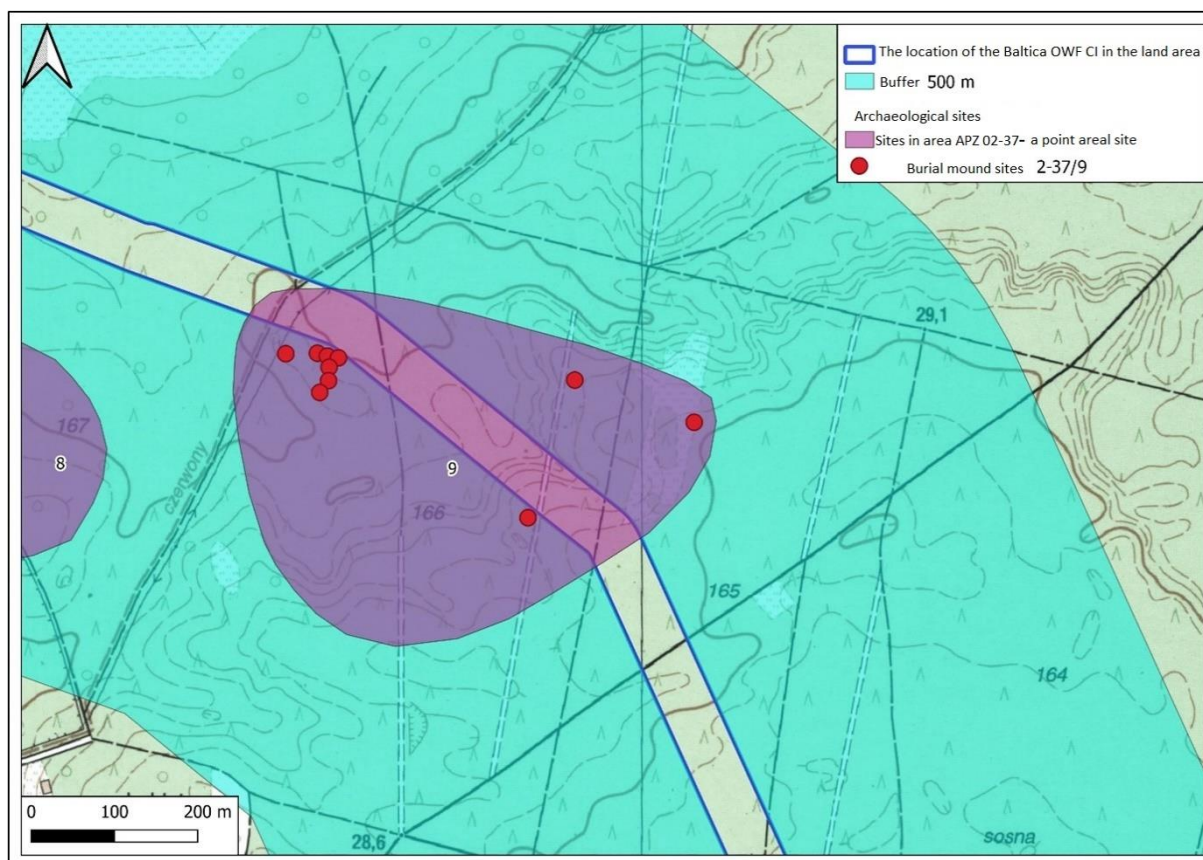 The location of the Baltica OWF CI in the land area
Buffer 500 m
Archaeological sites
Sites in area APZ 02-37- a point areal site
Burial mound sites 2-37/9
29,1
167
8
czerwony
9
166
165
164
0 100 200 m
28,6
sosna